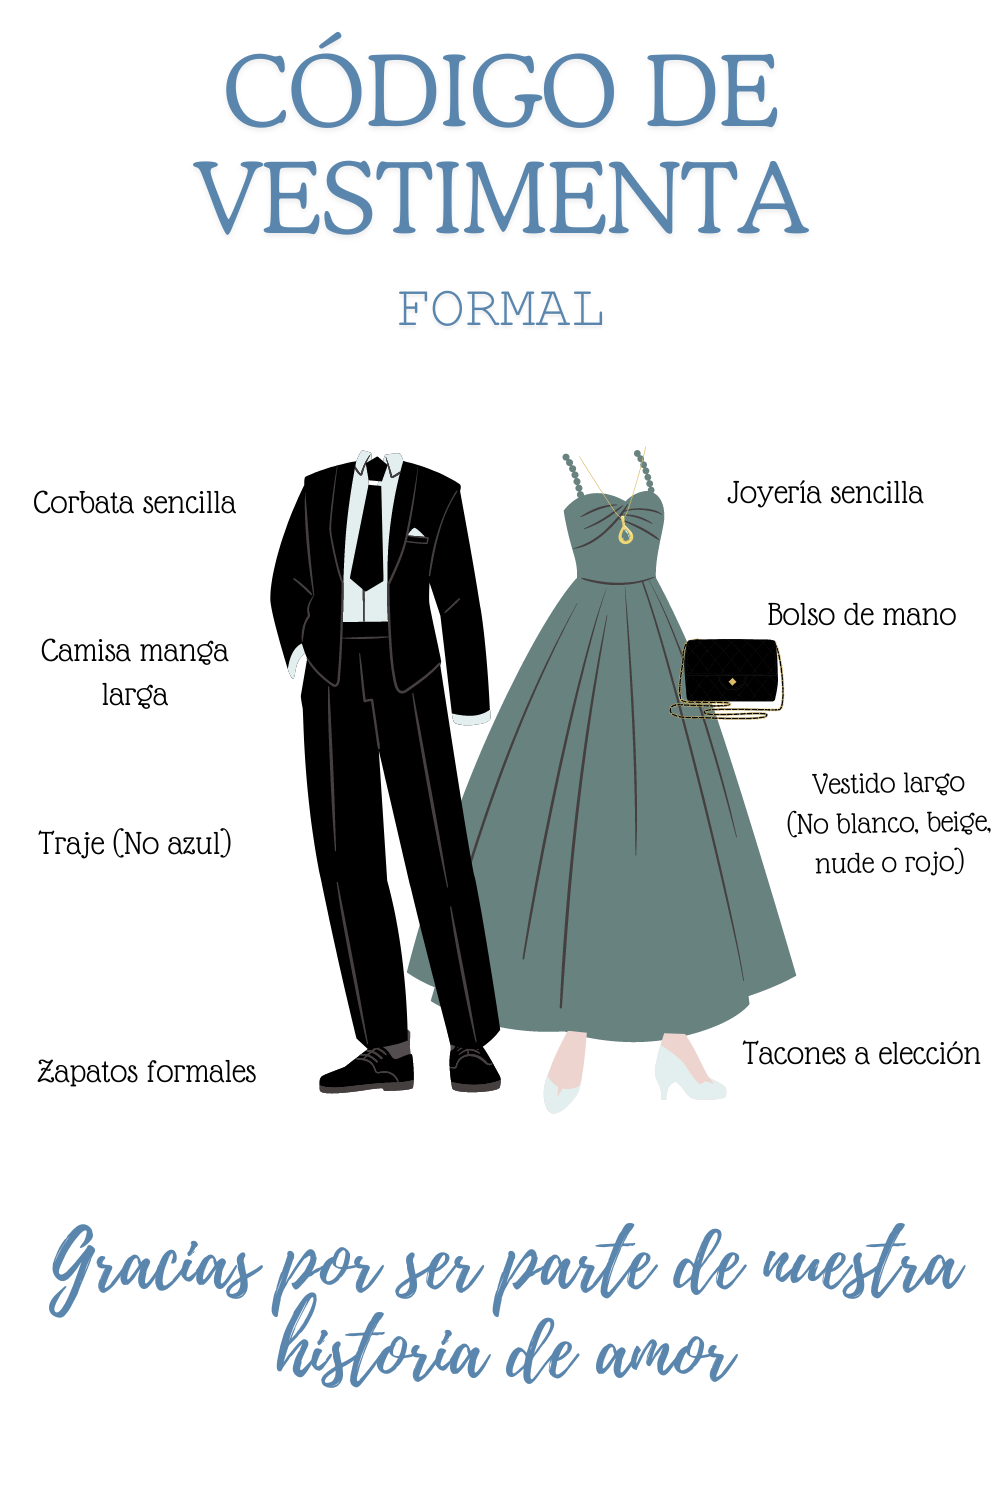 CÓDIGO DE
VESTIMENTA
FORMAL
Corbata sencilla
Joyería sencilla
Bolso de mano
Camisa manga
larga
Vestido largo
(No blanco, beige,
nude o rojo)
Traje (No azul)
Tacones a elección
Zapatos formales
Gracias por ser parte de nuestra
historia de amor